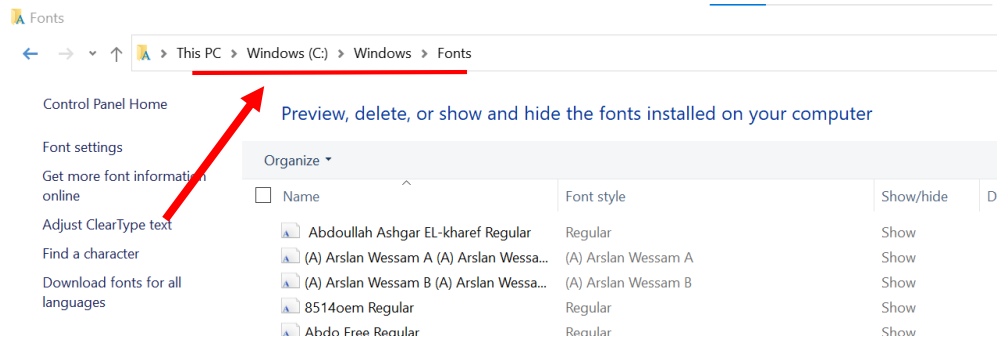 Fonts
This PC > Windows (C:) > Windows > Fonts
Control Panel Home
Font settings
Get more font information
online
Adjust ClearType text
Find a character
Download fonts for all
languages
Preview, delete, or show and hide the fonts installed on your computer
Organize
Name Font style Show/hide D
Abdoullah Ashgar EL-kharef Regular Regular Show
(A) Arslan Wessam A (A) Arslan Wessa... (A) Arslan Wessam A Show
(A) Arslan Wessam B (A) Arslan Wessa... (A) Arslan Wessam B Show
8514oem Regular Regular Show
Abdo Free Regular Regular Show